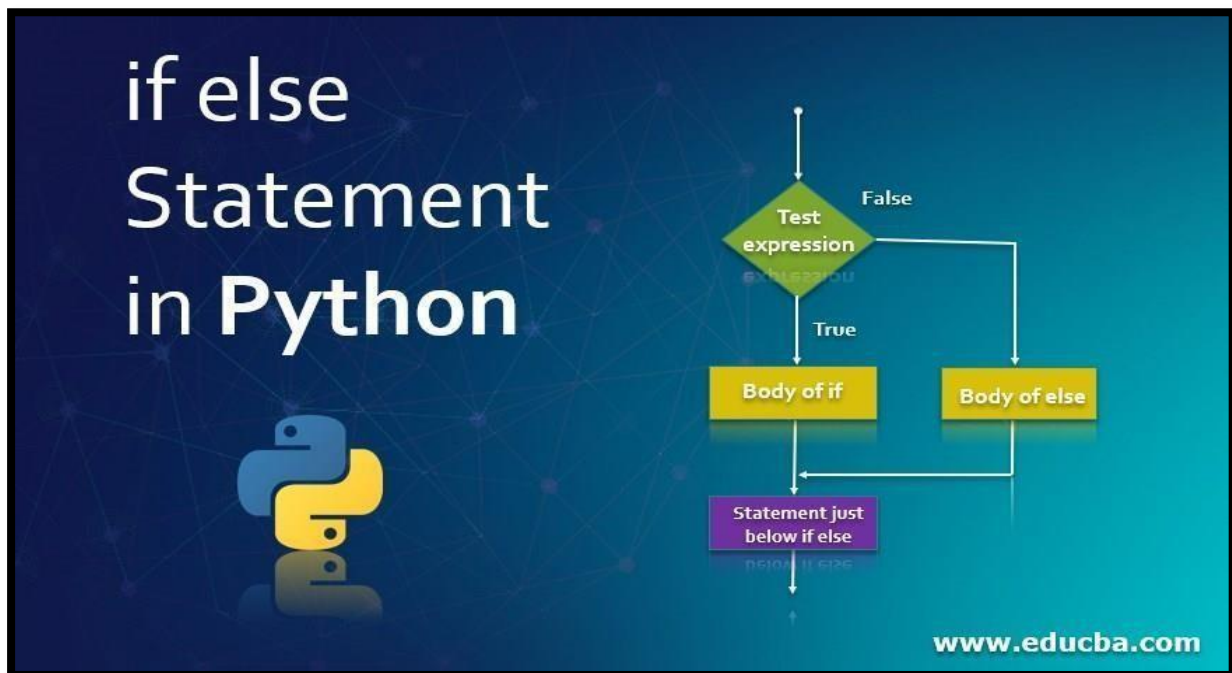 if else
Statement
in Python
False
Test
expression
True
Body of if
Body of else
Statement just
below if else
www.educba.com